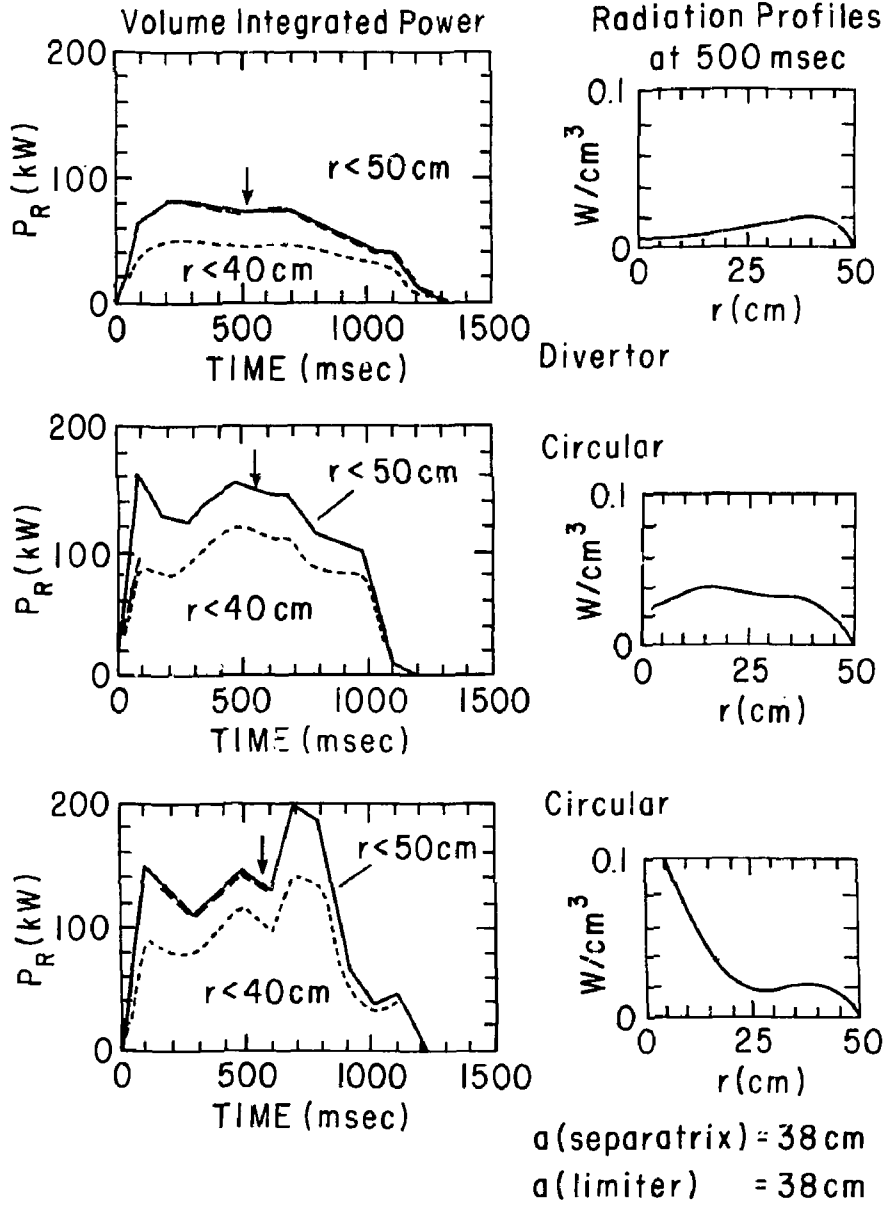 Volume Integrated Power
Radiation Profiles
at 500 msec
P_R (kW)
200
100
0
r<50cm
r<40cm
0 500 1000 1500
TIME (msec)
W/cm³
0.1
0
0 25 50
r(cm)
Divertor
P_R (kW)
200
100
0
r<50cm
r<40cm
0 500 1000 1500
TIME (msec)
Circular
W/cm³
0.1
0
0 25 50
r(cm)
P_R (kW)
200
100
0
r<50cm
r<40cm
0 500 1000 1500
TIME (msec)
Circular
W/cm³
0.1
0
0 25 50
r(cm)
a(separatrix) = 38cm
a(limiter) = 38cm